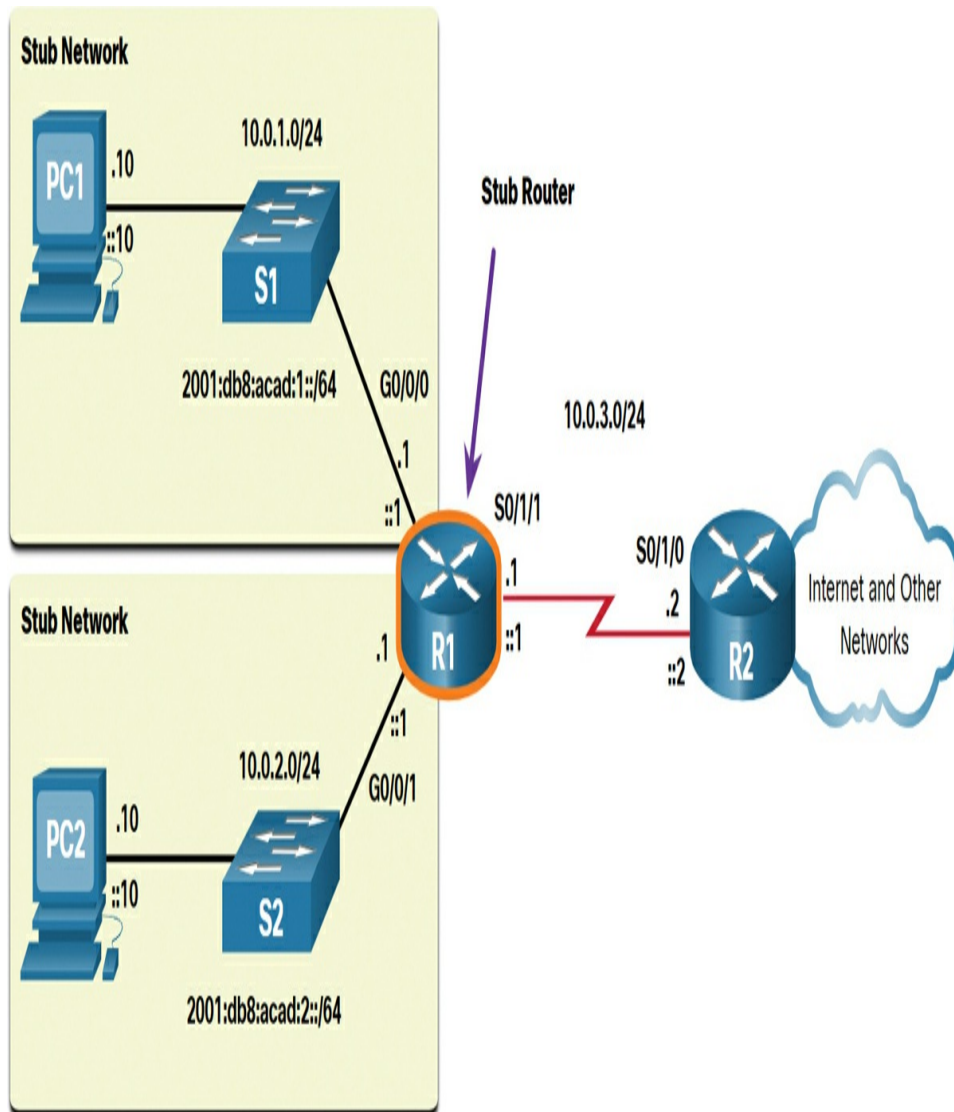 Stub Network
10.0.1.0/24
PC1
.10
::10
S1
2001:db8:acad:1::/64
G0/0/0
.1
::1
Stub Router
10.0.3.0/24
S0/1/1
.1
::1
R1
S0/1/0
.2
::2
R2
Internet and Other
Networks
Stub Network
.1
::1
G0/0/1
10.0.2.0/24
PC2
.10
::10
S2
2001:db8:acad:2::/64